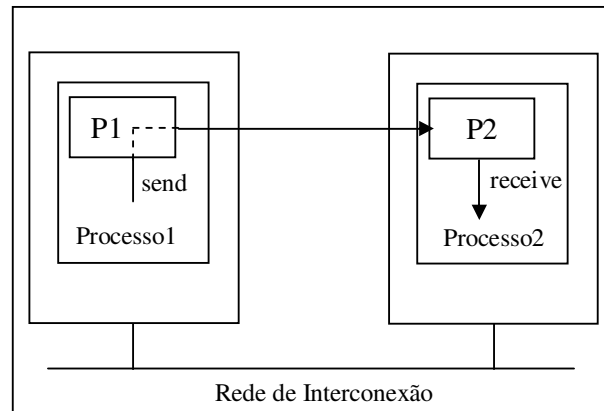 P1
send
Processo1
P2
receive
Processo2
Rede de Interconexão